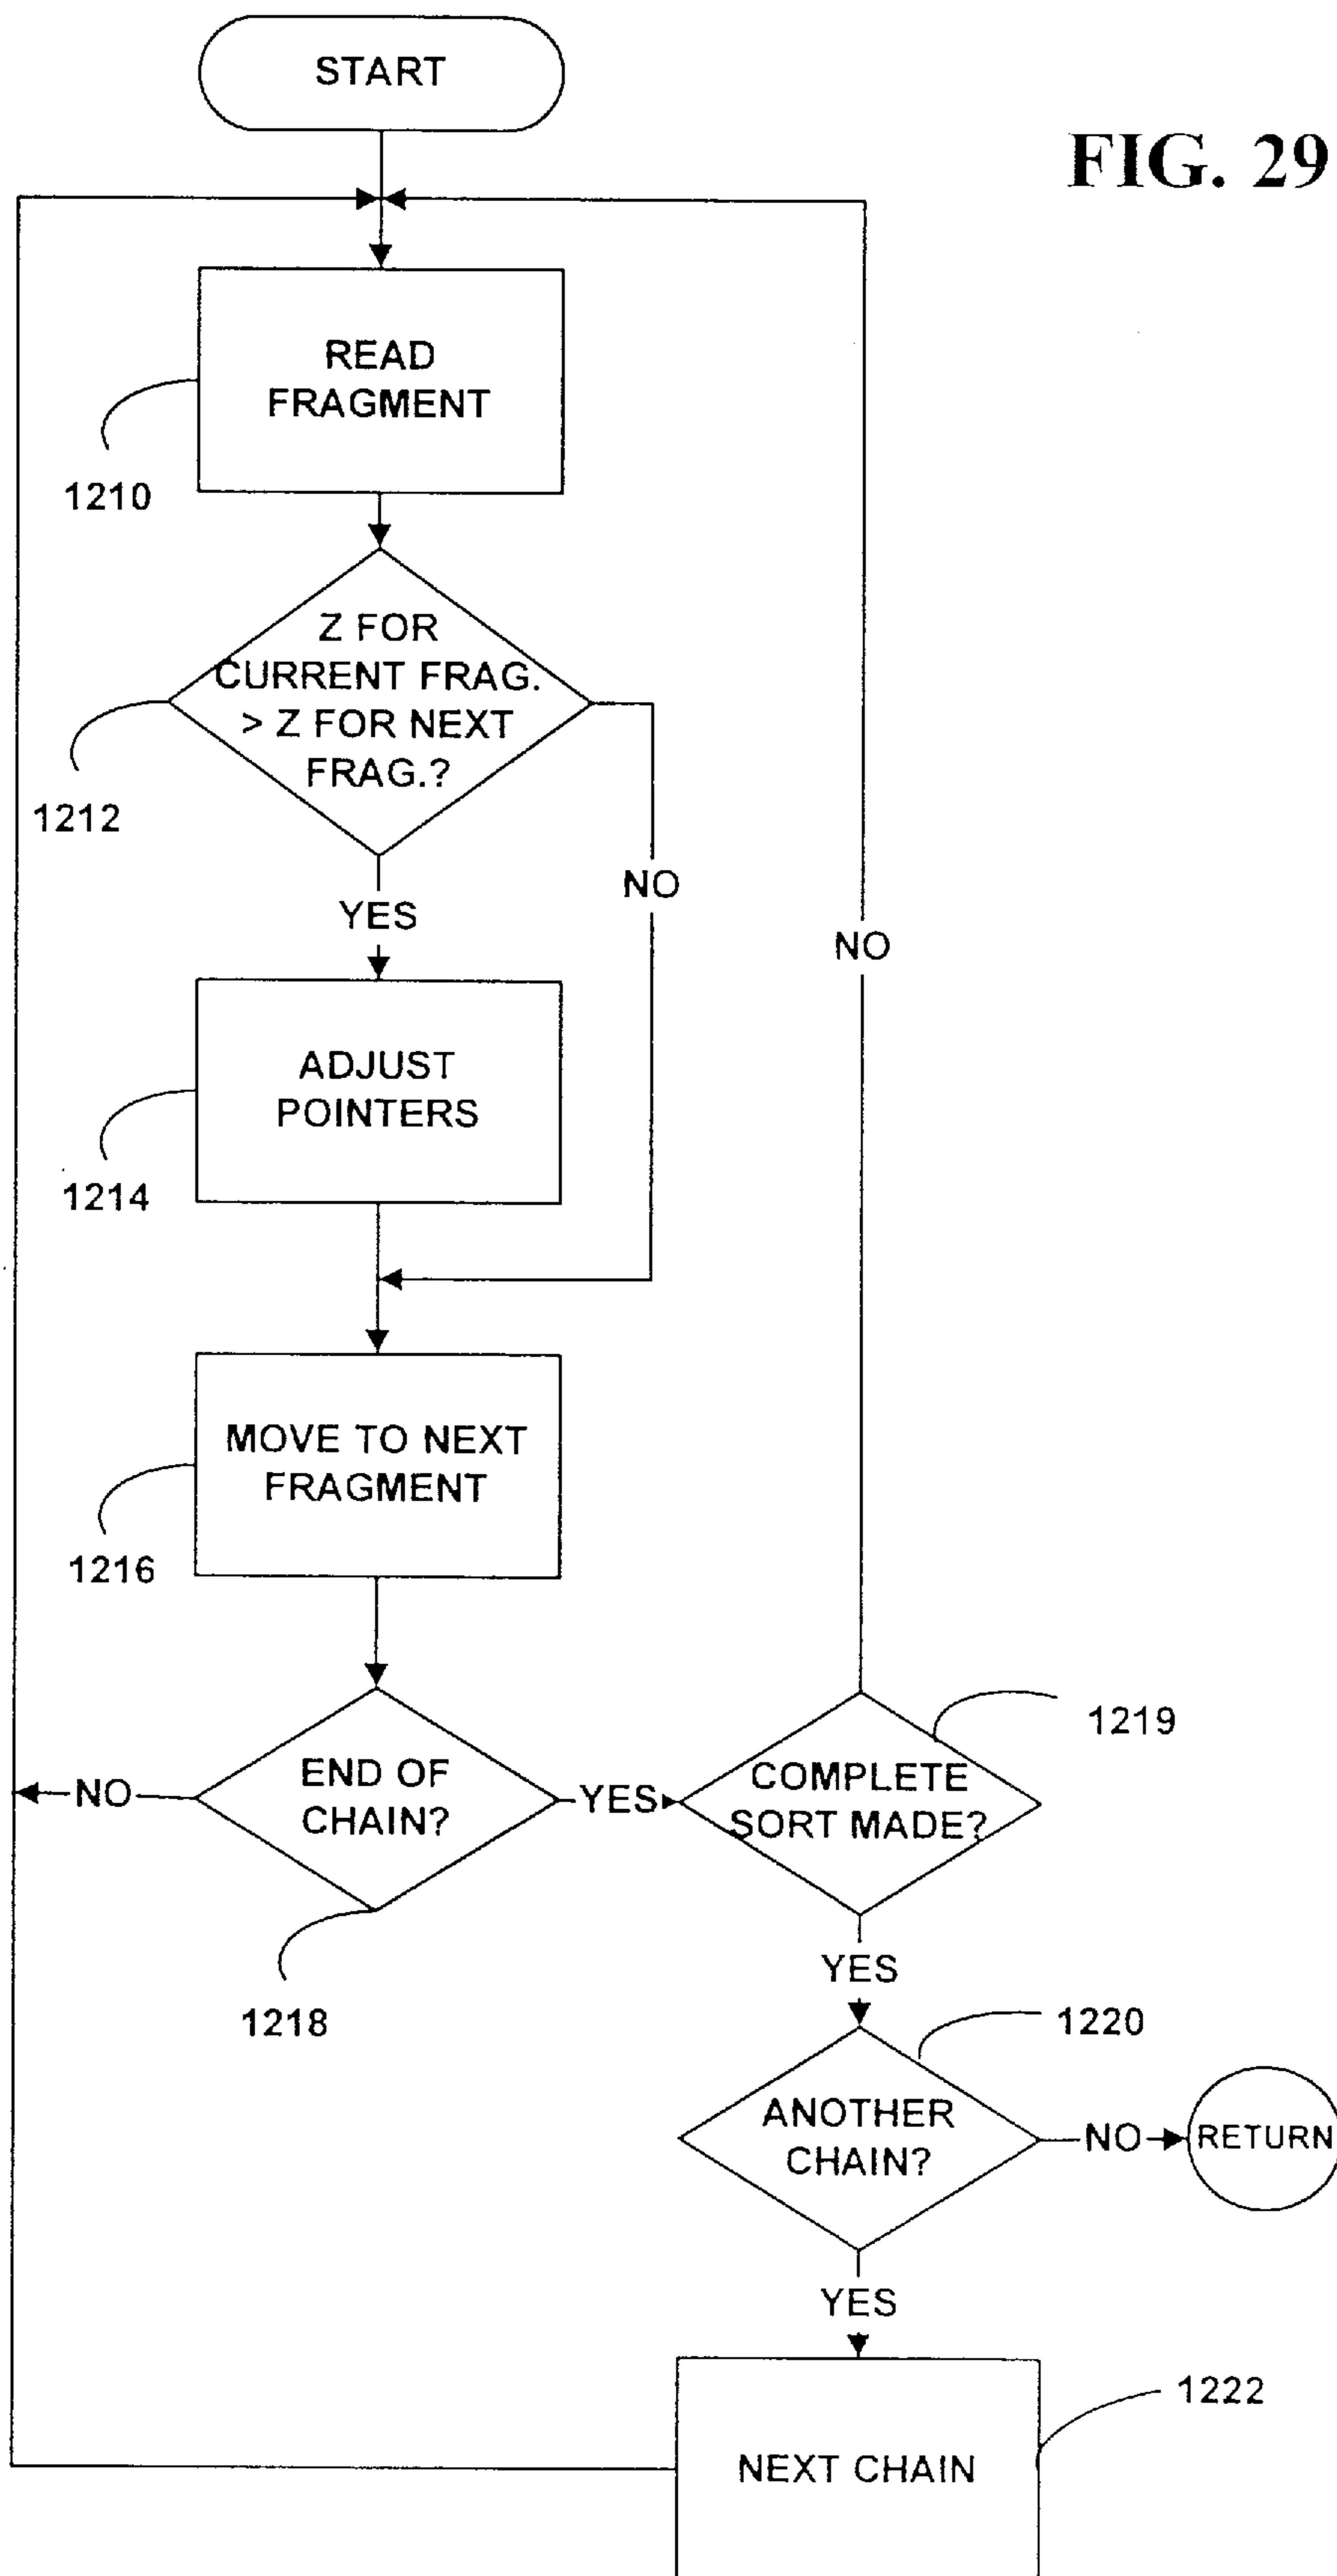 START
FIG. 29
READ
FRAGMENT
1210
Z FOR
CURRENT FRAG.
> Z FOR NEXT
FRAG.?
1212
NO
YES
NO
ADJUST
POINTERS
1214
MOVE TO NEXT
FRAGMENT
1216
1219
END OF
CHAIN?
NO
YES
COMPLETE
SORT MADE?
1218
YES
1220
ANOTHER
CHAIN?
NO
RETURN
YES
1222
NEXT CHAIN